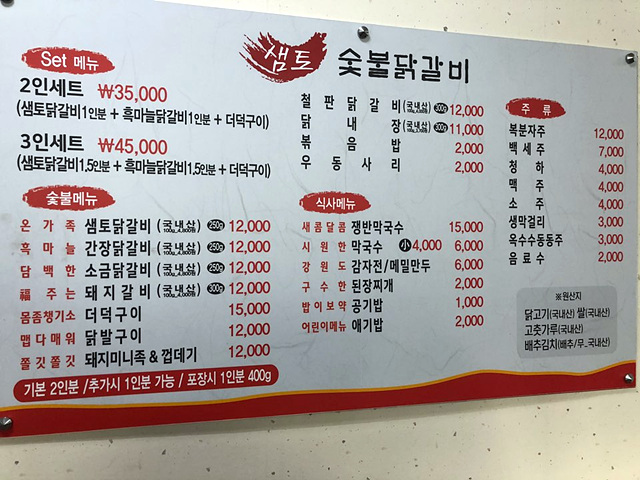 샘토 숯불닭갈비
Set 메뉴
2인세트 ₩35,000
(샘토닭갈비1인분 + 흑마늘닭갈비1인분 + 더덕구이)
3인세트 ₩45,000
(샘토닭갈비1.5인분 + 흑마늘닭갈비1.5인분 + 더덕구이)
숯불메뉴
온가족 샘토닭갈비 (국내산) 250g 12,000
흑마늘 간장닭갈비 (국내산) 250g 12,000
담백한 소금닭갈비 (국내산) 250g 12,000
福주는 돼지갈비 (국내산) 300g 12,000
몸좀챙기소 더덕구이 15,000
맵다매워 닭발구이 12,000
쫄깃쫄깃 돼지미니족 & 껍데기 12,000
기본 2인분 /추가시 1인분 가능 / 포장시 1인분 400g
철판닭갈비 (국내산) 300g 12,000
닭내장 (국내산) 300g 11,000
볶음밥 2,000
우동사리 2,000
식사메뉴
새콤달콤 쟁반막국수 15,000
시원한 막국수 小 4,000 6,000
강원도 감자전/메밀만두 6,000
구수한 된장찌개 2,000
밥이보약 공기밥 1,000
어린이메뉴 애기밥 2,000
주류
복분자주 12,000
백세주 7,000
청하 4,000
맥주 4,000
소주 4,000
생막걸리 3,000
옥수수동동주 3,000
음료수 2,000
※원산지
닭고기(국내산) 쌀(국내산)
고춧가루(국내산)
배추김치(배추/무_국내산)